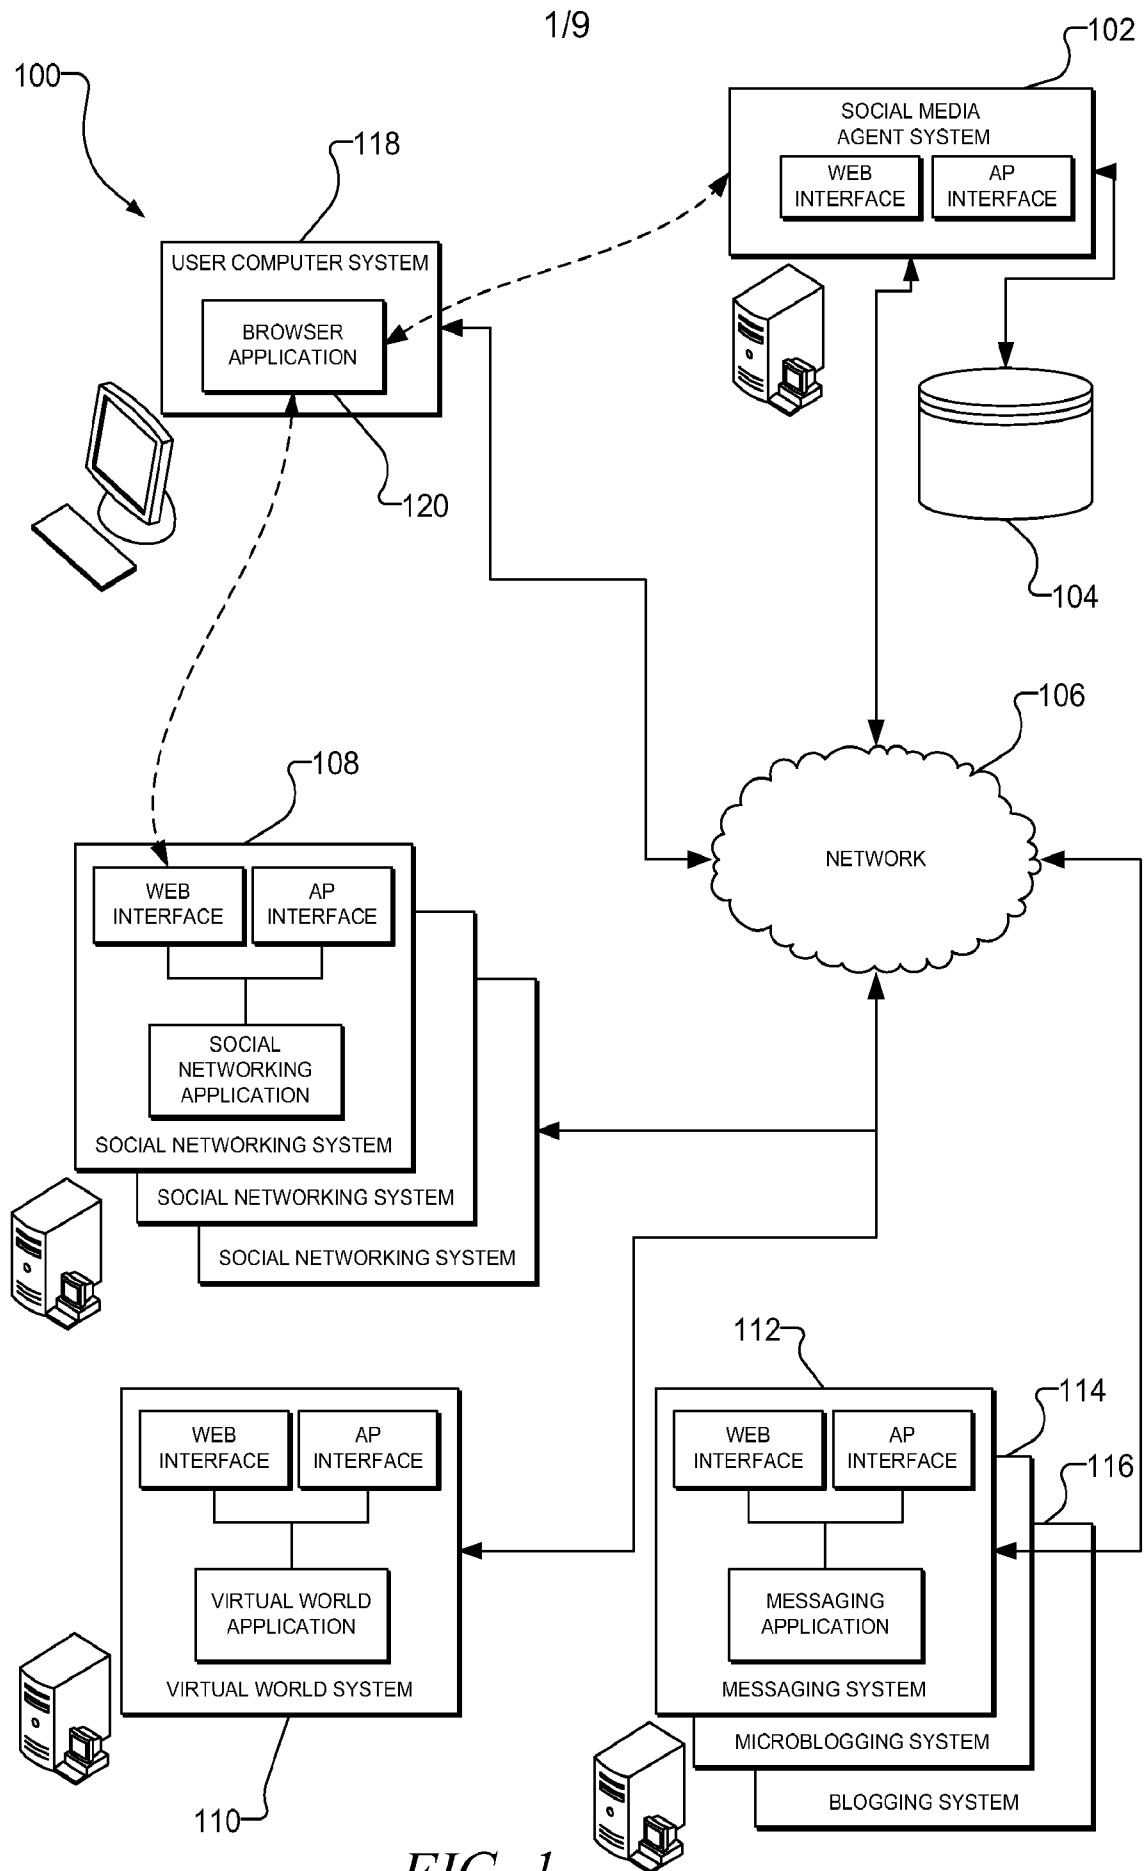 1/9
100
102
SOCIAL MEDIA
AGENT SYSTEM
WEB
INTERFACE
AP
INTERFACE
118
USER COMPUTER SYSTEM
BROWSER
APPLICATION
120
104
106
NETWORK
108
WEB
INTERFACE
AP
INTERFACE
SOCIAL
NETWORKING
APPLICATION
SOCIAL NETWORKING SYSTEM
SOCIAL NETWORKING SYSTEM
SOCIAL NETWORKING SYSTEM
WEB
INTERFACE
AP
INTERFACE
VIRTUAL WORLD
APPLICATION
VIRTUAL WORLD SYSTEM
110
112
114
116
WEB
INTERFACE
AP
INTERFACE
MESSAGING
APPLICATION
MESSAGING SYSTEM
MICROBLOGGING SYSTEM
BLOGGING SYSTEM
FIG. 1